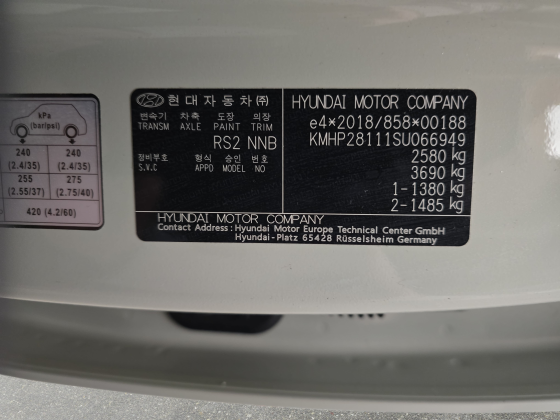 kPa
(bar/psi)
240 240
(2.4/35) (2.4/35)
255 275
(2.55/37) (2.75/40)
420 (4.2/60)
현대자동차㈜
변속기 차축 도장 의장
TRANSM AXLE PAINT TRIM
RS2 NNB
정비부호 형식 승인 번호
S.V.C APPD MODEL NO
HYUNDAI MOTOR COMPANY
e4*2018/858*00188
KMHP28111SU066949
2580 kg
3690 kg
1-1380 kg
2-1485 kg
HYUNDAI MOTOR COMPANY
Contact Address : Hyundai Motor Europe Technical Center GmbH
Hyundai-Platz 65428 Rüsselsheim Germany